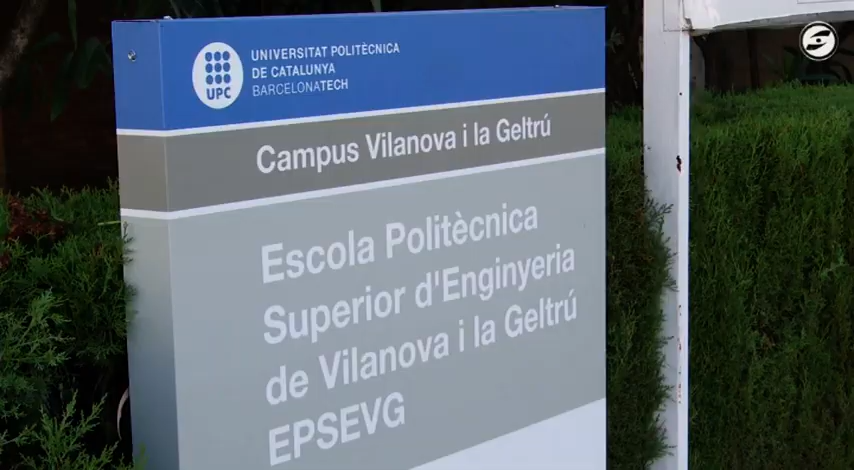 UPC
UNIVERSITAT POLITÈCNICA
DE CATALUNYA
BARCELONATECH
Campus Vilanova i la Geltrú
Escola Politècnica
Superior d'Enginyeria
de Vilanova i la Geltrú
EPSEVG